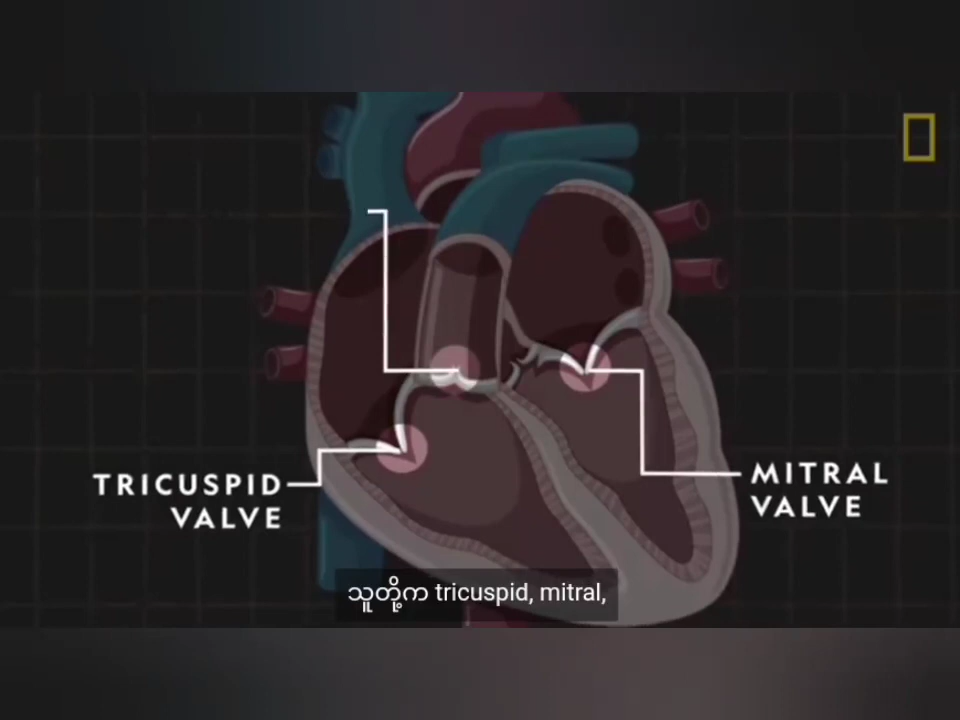 TRICUSPID
VALVE
MITRAL
VALVE
သူတို့က tricuspid, mitral,